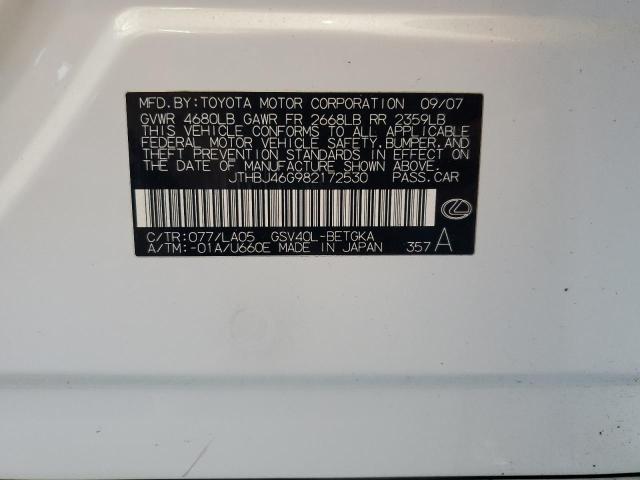 MFD.BY:TOYOTA MOTOR CORPORATION 09/07
GVWR 4680LB GAWR FR 2668LB RR 2359LB
THIS VEHICLE CONFORMS TO ALL APPLICABLE
FEDERAL MOTOR VEHICLE SAFETY,BUMPER,AND
THEFT PREVENTION STANDARDS IN EFFECT ON
THE DATE OF MANUFACTURE SHOWN ABOVE.
JTHBJ46G982172530 PASS.CAR
C/TR:077/LA05 GSV40L-BETGKA
A/TM:-01A/U660E MADE IN JAPAN 357 A